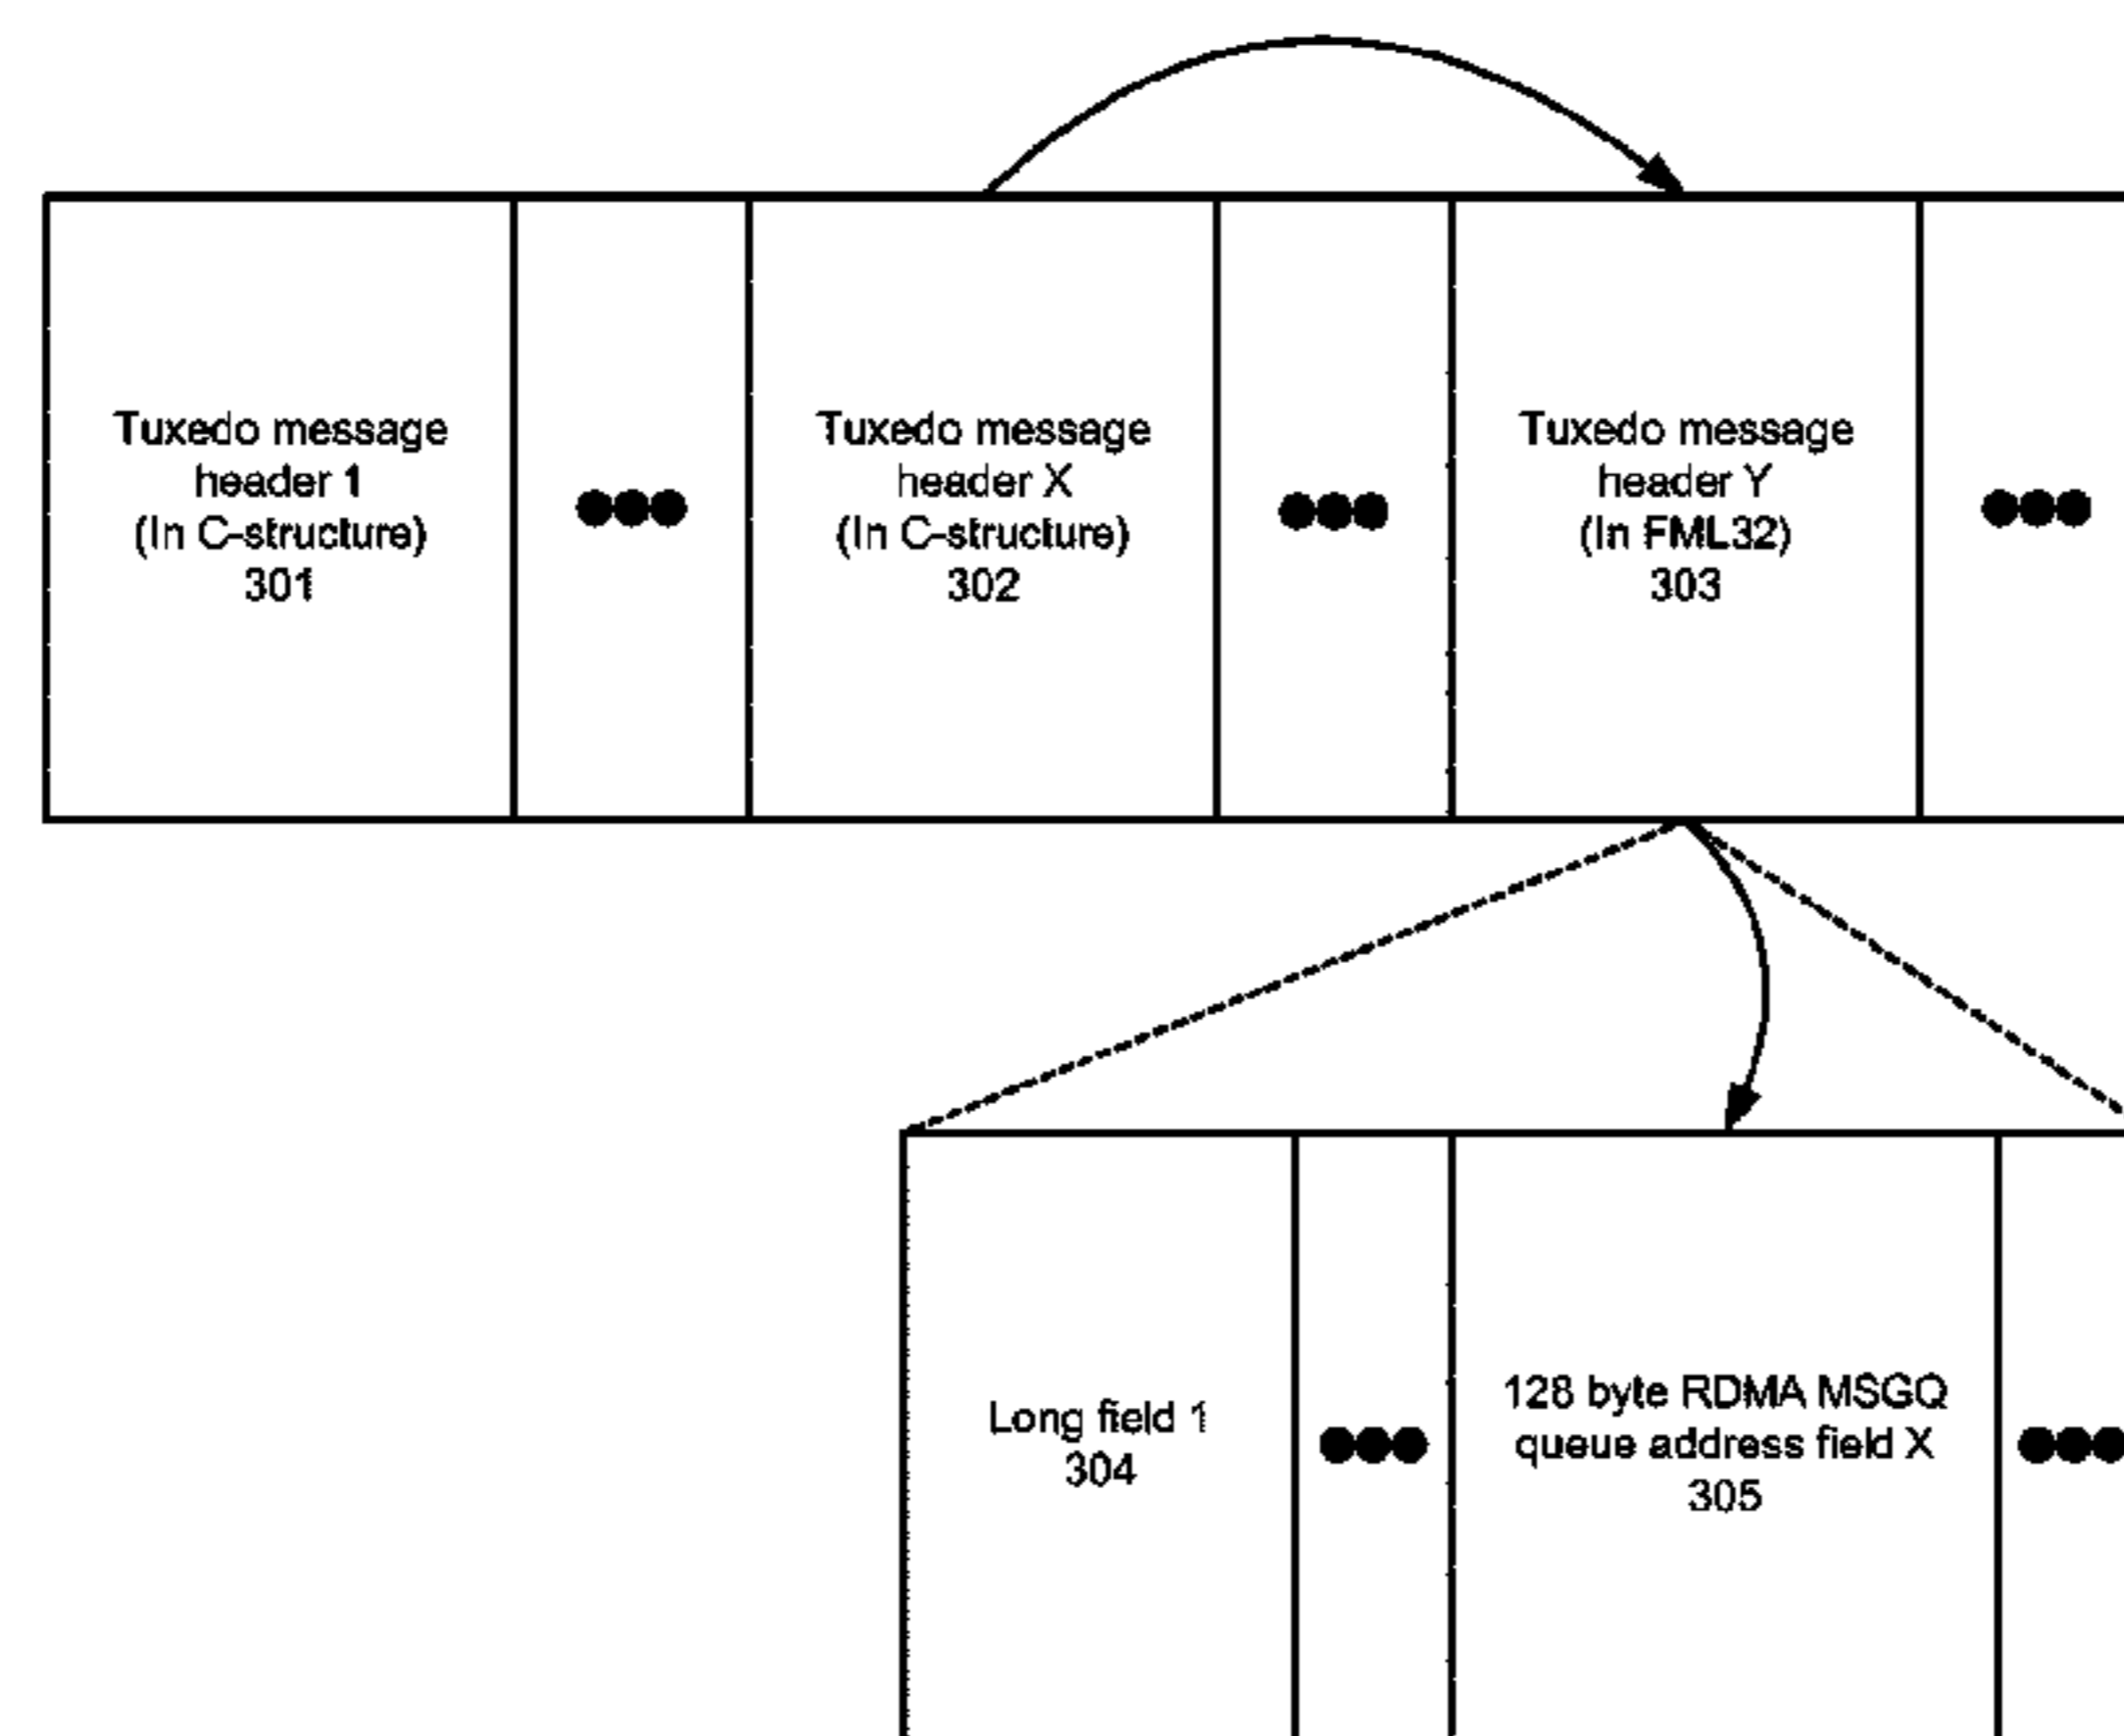 Tuxedo message
header 1
(In C-structure)
301
Tuxedo message
header X
(In C-structure)
302
Tuxedo message
header Y
(In FML32)
303
Long field 1
304
128 byte RDMA MSGQ
queue address field X
305